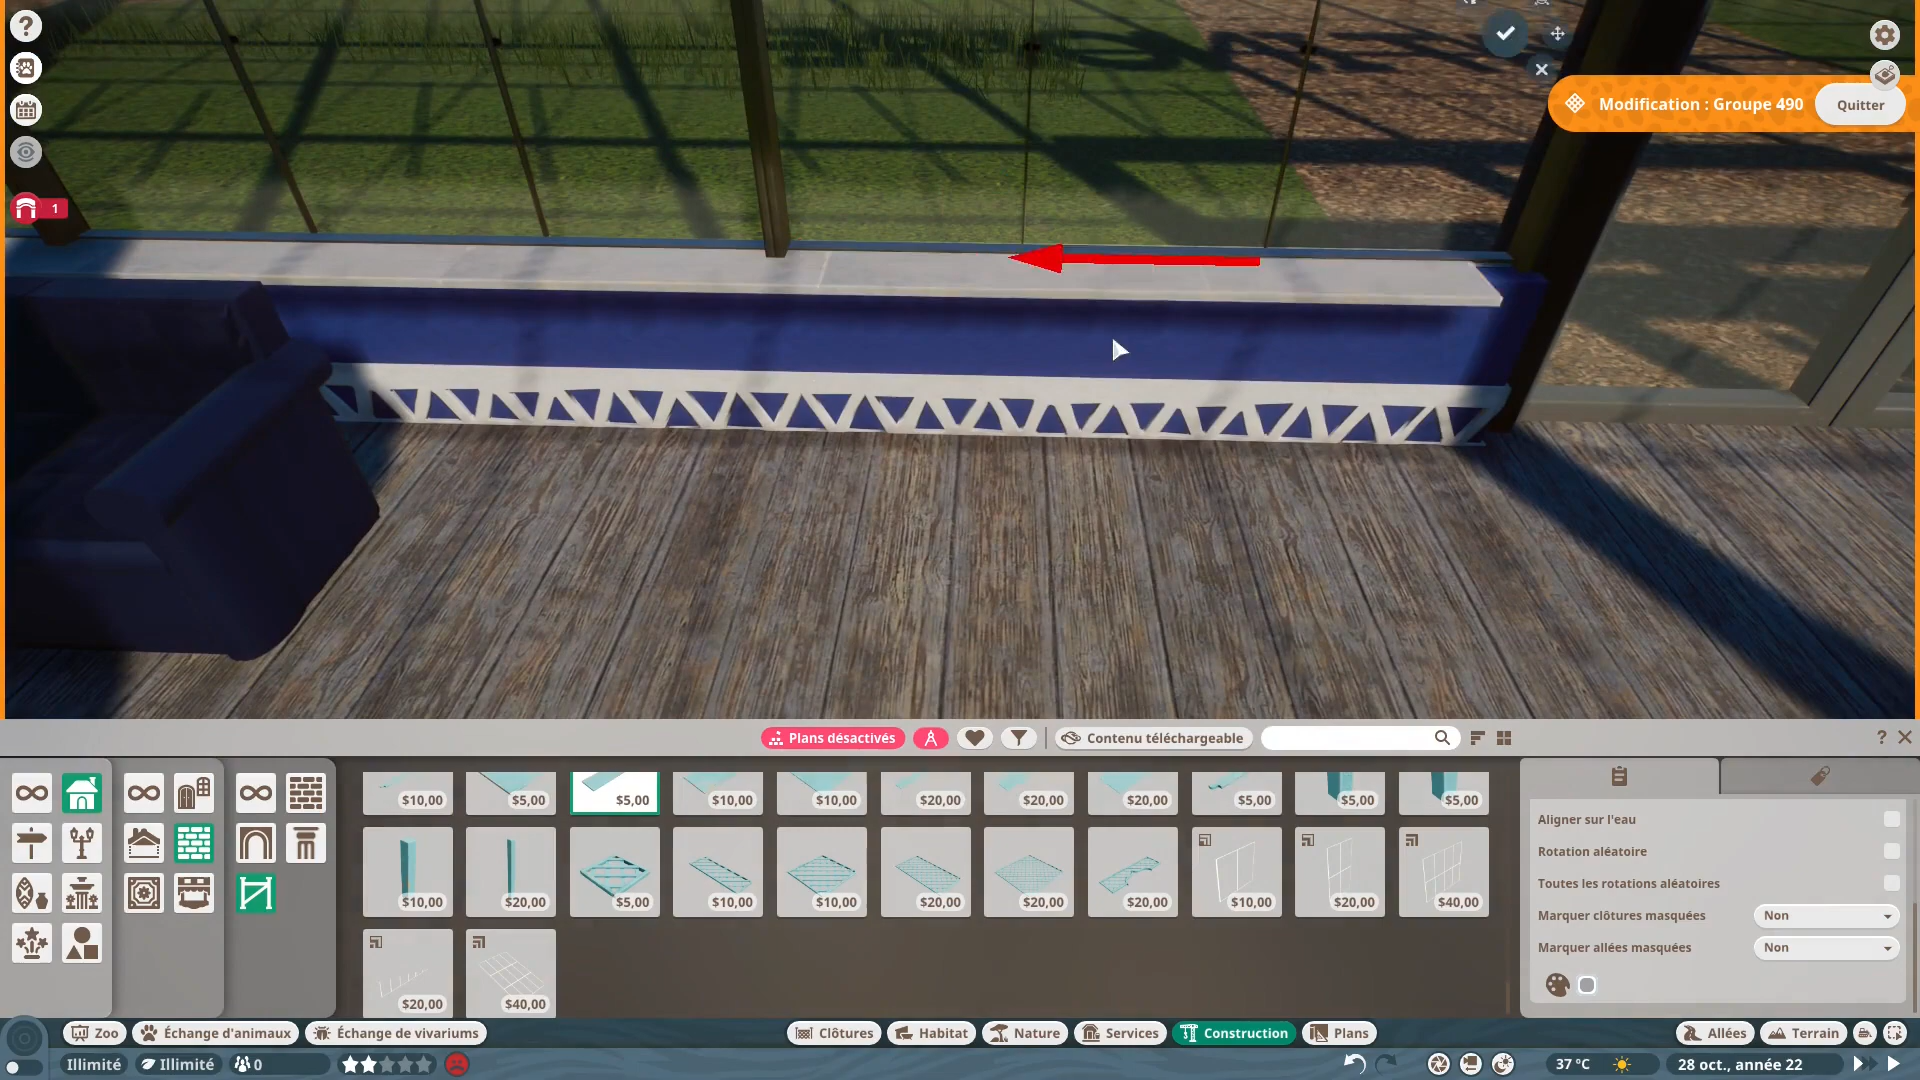 ?
Modification : Groupe 490
Quitter
1
Plans désactivés
Contenu téléchargeable
?
$10,00
$5,00
$5,00
$10,00
$10,00
$20,00
$20,00
$20,00
$5,00
$5,00
$5,00
$10,00
$20,00
$5,00
$10,00
$10,00
$20,00
$20,00
$20,00
$10,00
$20,00
$40,00
$20,00
$40,00
Aligner sur l'eau
Rotation aléatoire
Toutes les rotations aléatoires
Marquer clôtures masquées
Non
Marquer allées masquées
Non
Zoo
Échange d'animaux
Échange de vivariums
Clôtures
Habitat
Nature
Services
Construction
Plans
Allées
Terrain
Illimité
Illimité
0
37 °C
28 oct., année 22